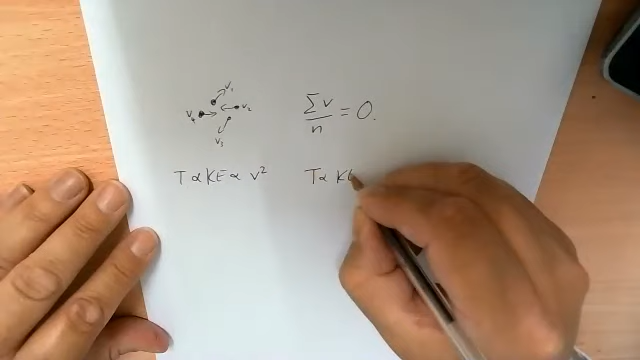 V₁
V₄ V₂ Σv/n = 0.
V₃
T ∝ KE ∝ v² T ∝ KE